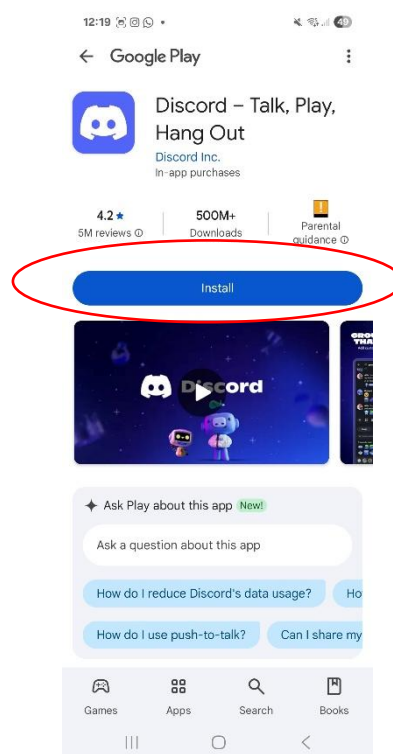 12:19
40
Google Play
Discord – Talk, Play,
Hang Out
Discord Inc.
In-app purchases
4.2★
5M reviews
500M+
Downloads
Parental
guidance
Install
Discord
Ask Play about this app New!
Ask a question about this app
How do I reduce Discord's data usage? Ho
How do I use push-to-talk? Can I share my
Games Apps Search Books